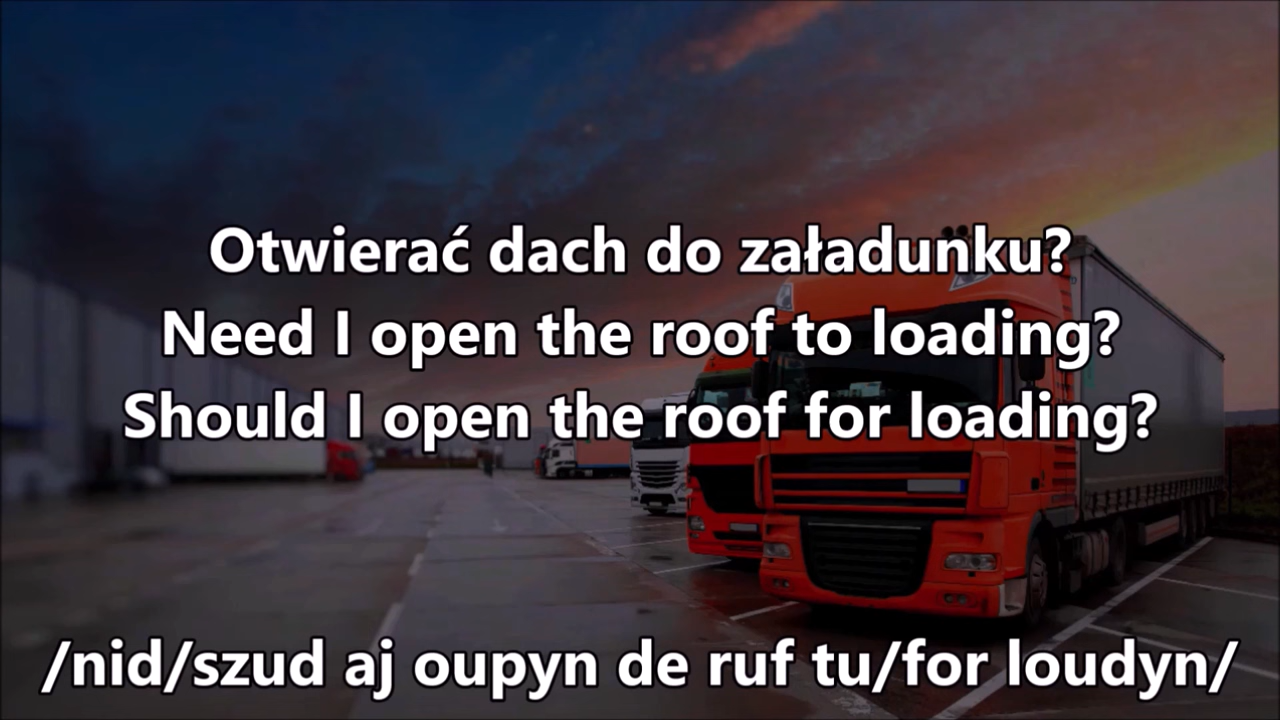 Otwierać dach do załadunku?
Need I open the roof to loading?
Should I open the roof for loading?
/nid/szud aj oupyn de ruf tu/for loudyn/